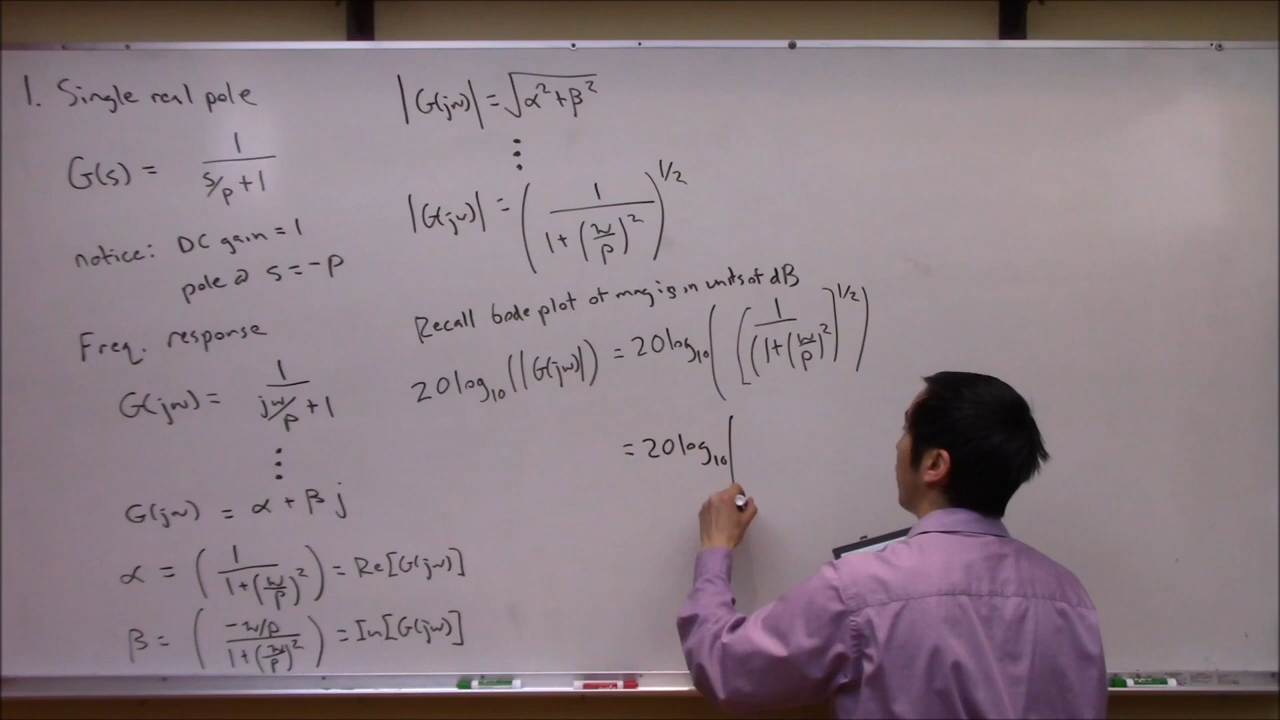 1. Single real pole
G(s) = 1 / (s/p + 1)
notice: DC gain = 1
pole @ s = -p
Freq. response
G(jω) = 1 / (jω/p + 1)
⋮
G(jω) = α + β j
α = ( 1 / (1+(ω/p)²) ) = Re[G(jω)]
β = ( -ω/p / (1+(ω/p)²) ) = Im[G(jω)]
|G(jω)| = √(α² + β²)
⋮
|G(jω)| = ( 1 / (1+(ω/p)²) )^1/2
Recall bode plot of mag is in units of dB
20log₁₀(|G(jω)|) = 20log₁₀( [ 1 / (1+(ω/p)²) ]^1/2 )
= 20log₁₀(